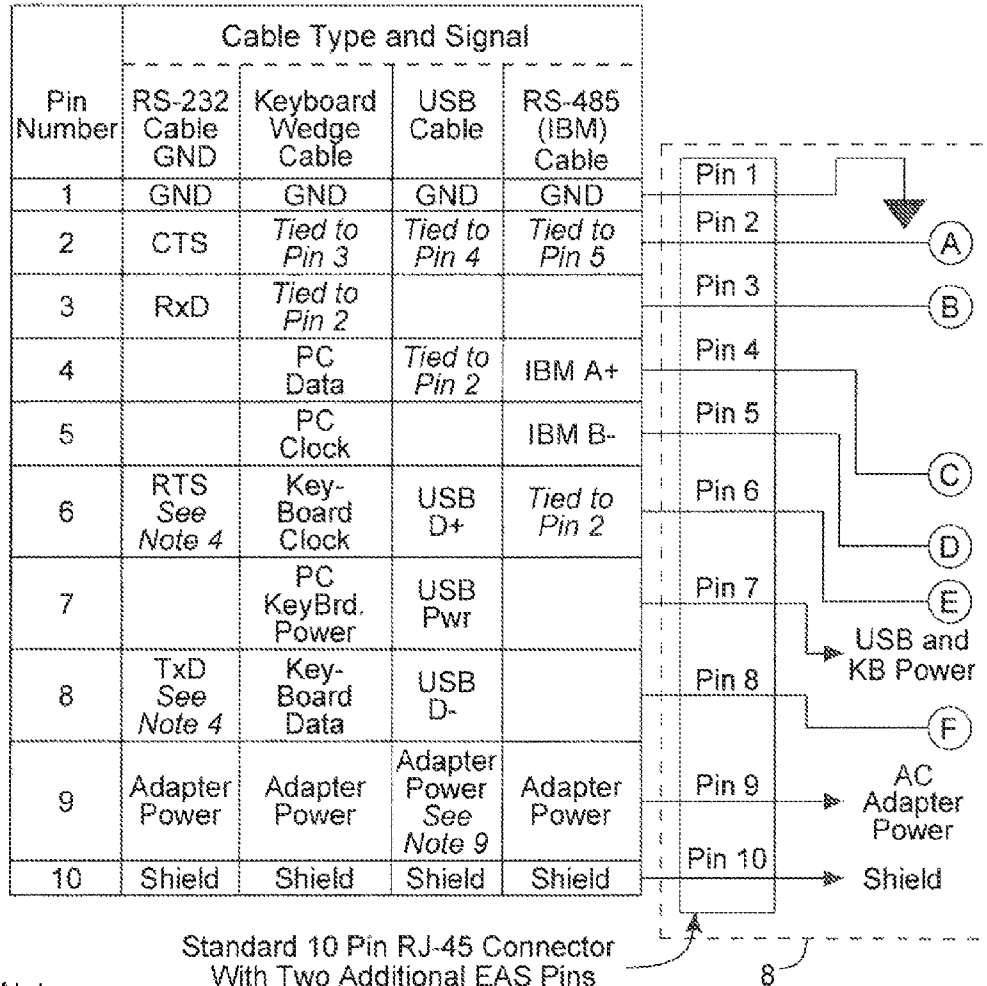 Cable Type and Signal
Pin Number
RS-232 Cable GND
Keyboard Wedge Cable
USB Cable
RS-485 (IBM) Cable
1 GND GND GND GND
2 CTS Tied to Pin 3 Tied to Pin 4 Tied to Pin 5
3 RxD Tied to Pin 2
4 PC Data Tied to Pin 2 IBM A+
5 PC Clock IBM B-
6 RTS See Note 4 Key-Board Clock USB D+ Tied to Pin 2
7 PC KeyBrd. Power USB Pwr
8 TxD See Note 4 Key-Board Data USB D-
9 Adapter Power Adapter Power Adapter Power See Note 9 Adapter Power
10 Shield Shield Shield Shield
Pin 1
Pin 2
A
Pin 3
B
Pin 4
C
Pin 5
D
Pin 6
E
Pin 7
USB and
KB Power
Pin 8
F
Pin 9
AC
Adapter
Power
Pin 10
Shield
Standard 10 Pin RJ-45 Connector
With Two Additional EAS Pins
8